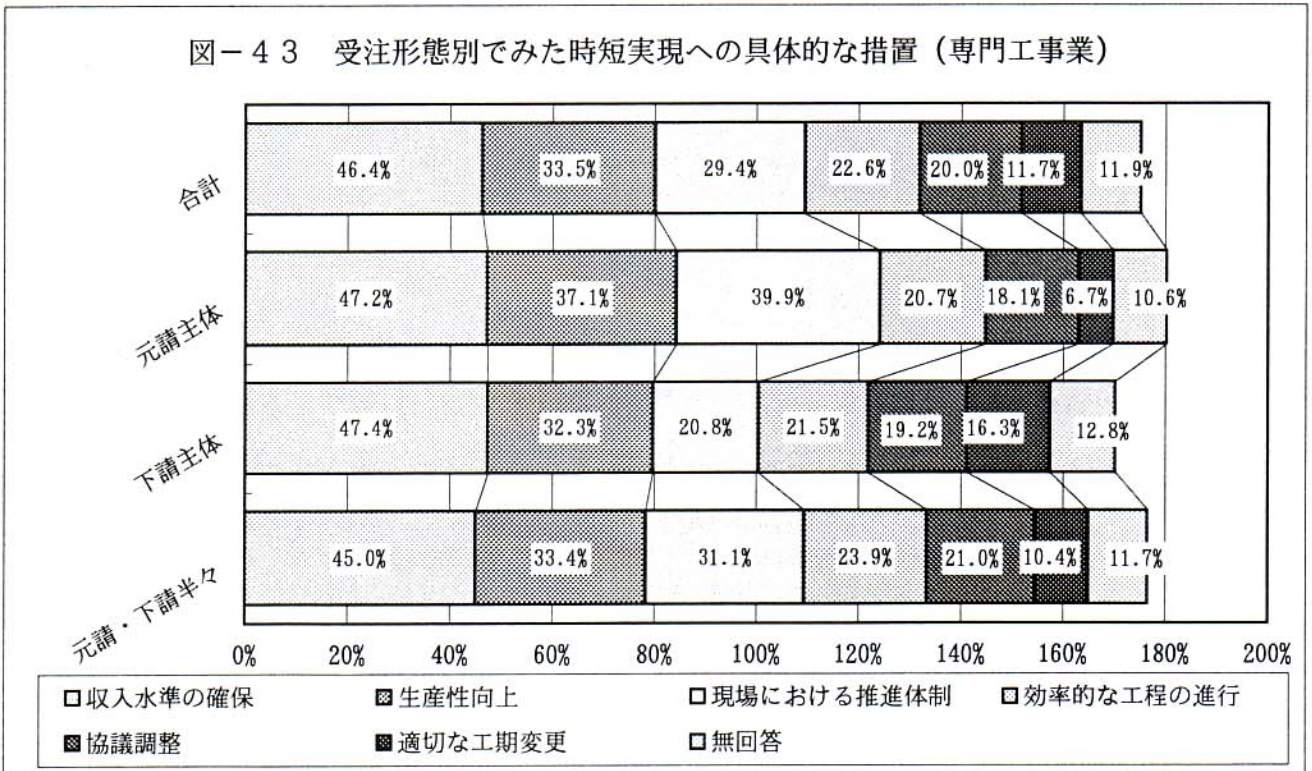 図－４３　受注形態別でみた時短実現への具体的な措置（専門工事業）
合計
46.4% 33.5% 29.4% 22.6% 20.0% 11.7% 11.9%
元請主体
47.2% 37.1% 39.9% 20.7% 18.1% 6.7% 10.6%
下請主体
47.4% 32.3% 20.8% 21.5% 19.2% 16.3% 12.8%
元請・下請半々
45.0% 33.4% 31.1% 23.9% 21.0% 10.4% 11.7%
0% 20% 40% 60% 80% 100% 120% 140% 160% 180% 200%
収入水準の確保 生産性向上 現場における推進体制 効率的な工程の進行
協議調整 適切な工期変更 無回答